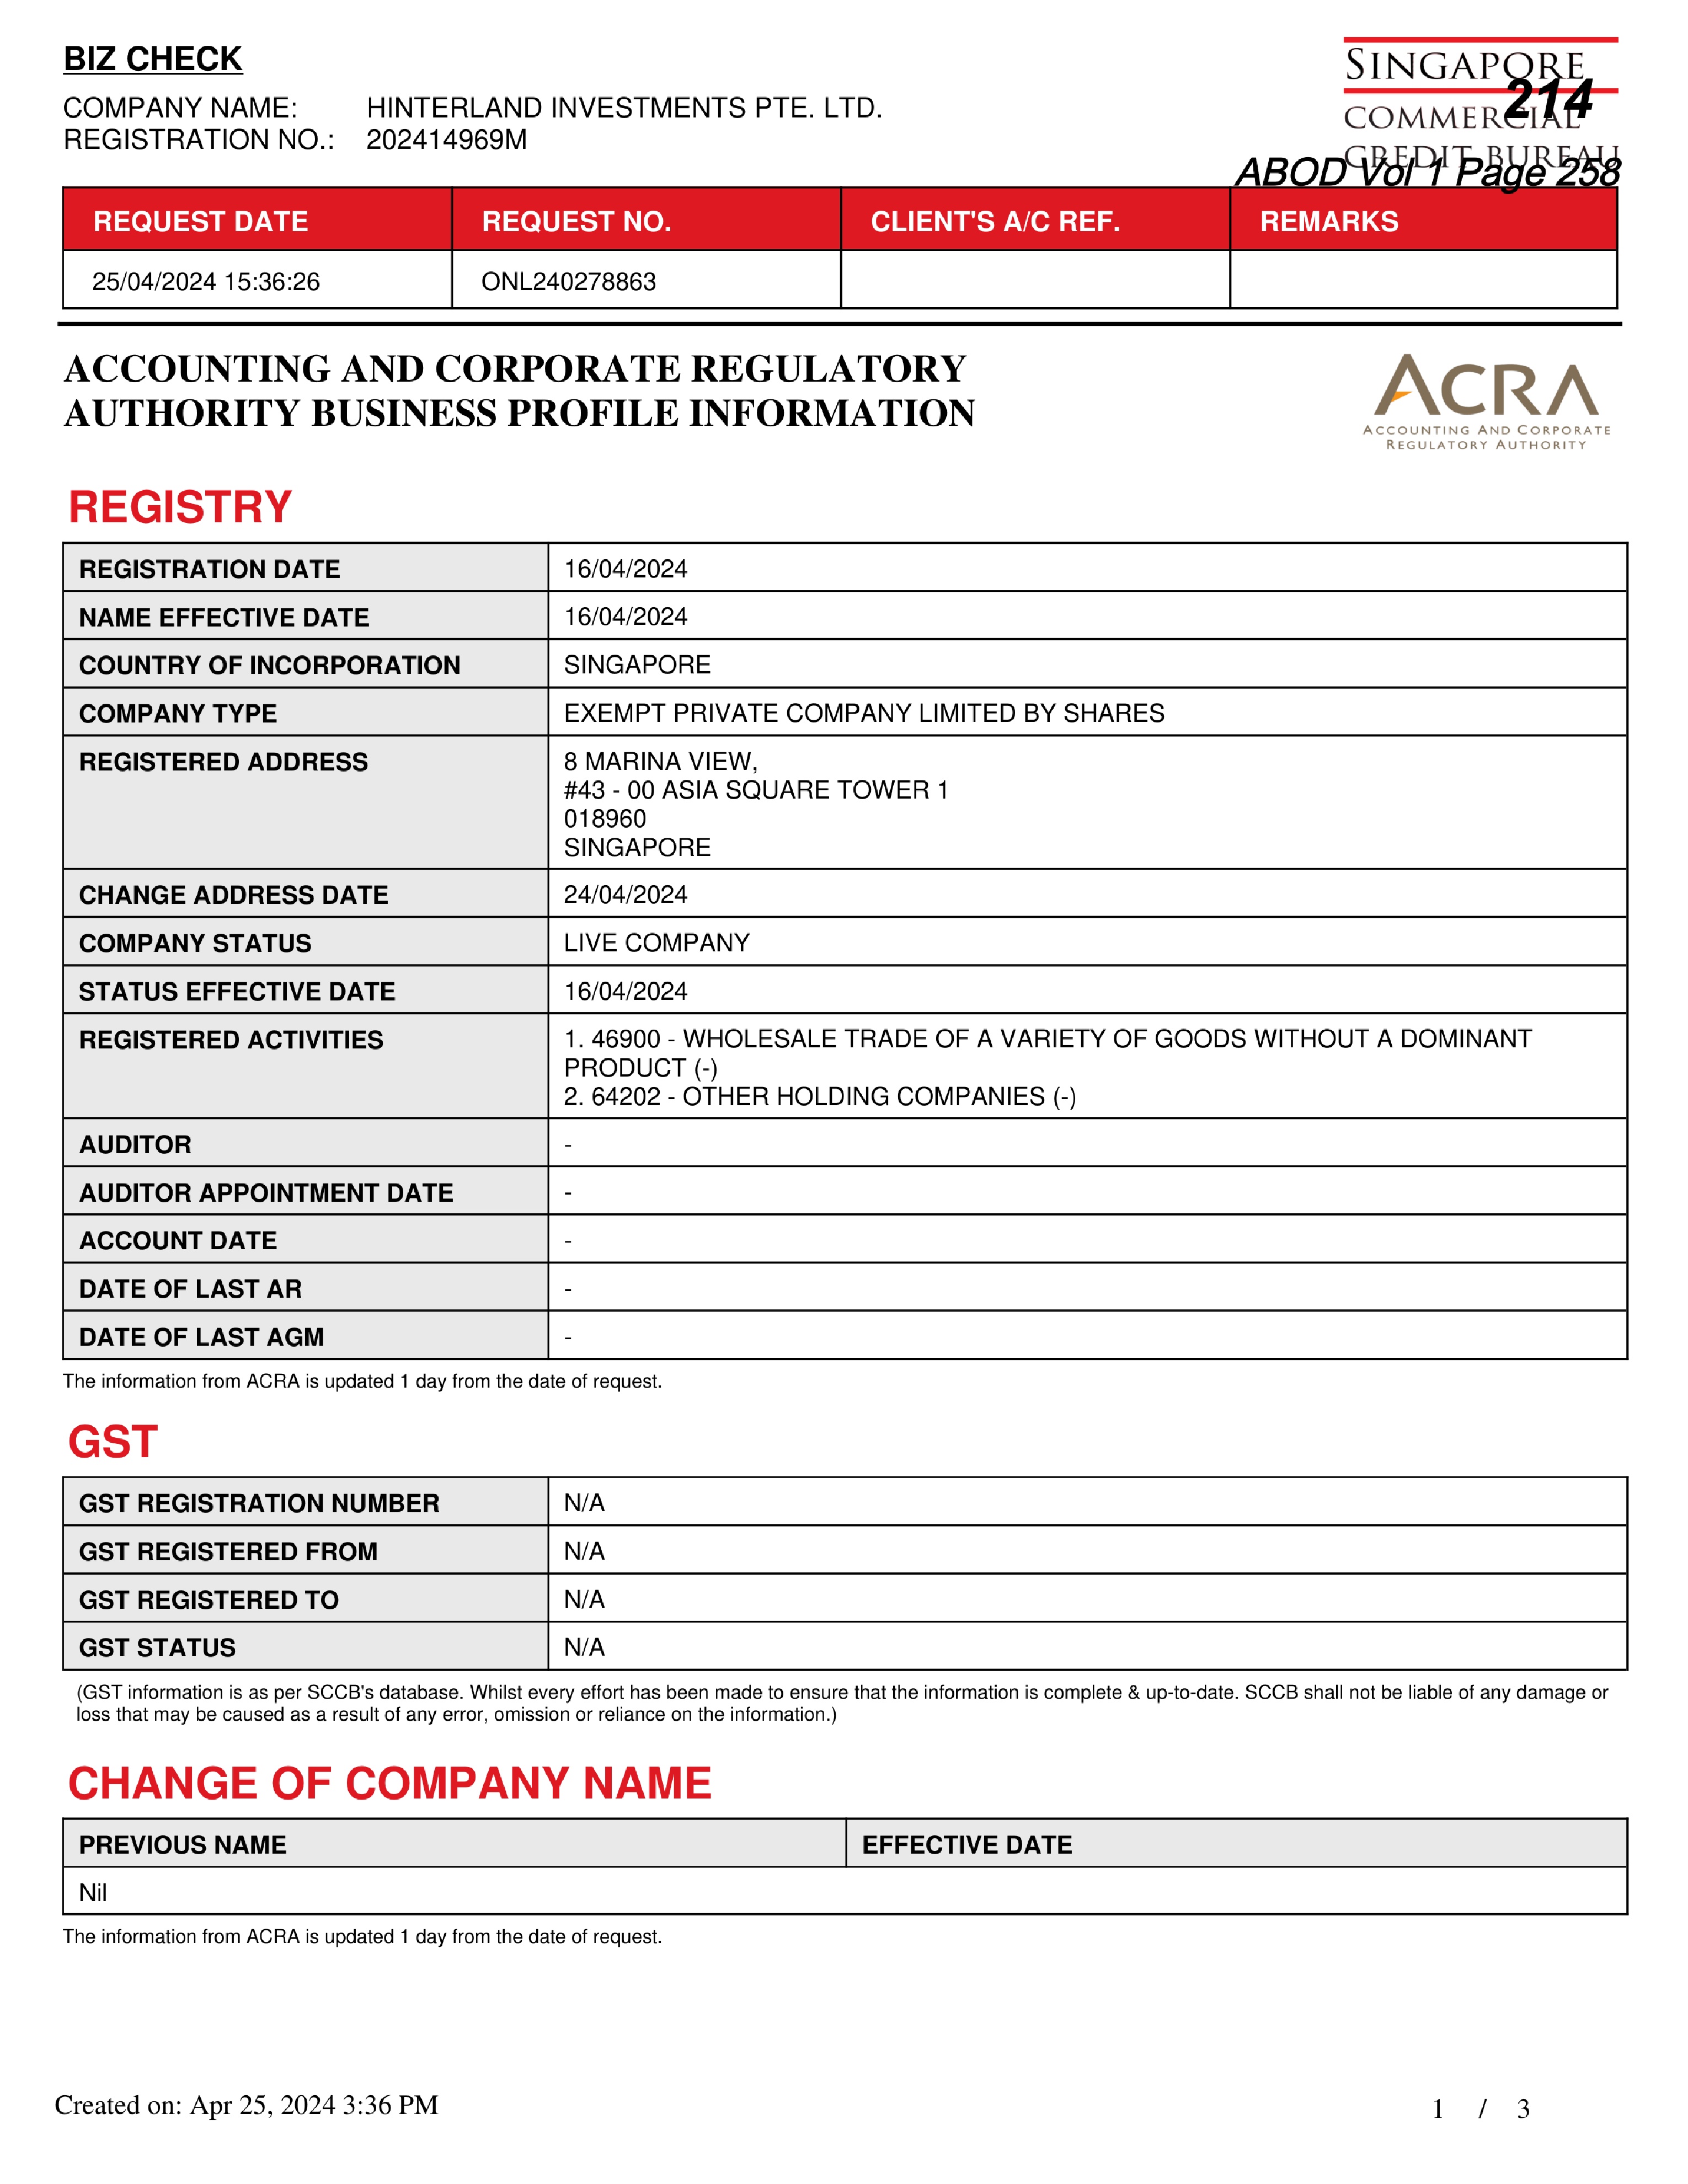 BIZ CHECK
COMPANY NAME: HINTERLAND INVESTMENTS PTE. LTD.
REGISTRATION NO.: 202414969M
SINGAPORE
COMMERCIAL
CREDIT BUREAU
214
ABOD Vol 1 Page 258
REQUEST DATE REQUEST NO. CLIENT'S A/C REF. REMARKS
25/04/2024 15:36:26 ONL240278863
ACCOUNTING AND CORPORATE REGULATORY
AUTHORITY BUSINESS PROFILE INFORMATION
ACRA
ACCOUNTING AND CORPORATE
REGULATORY AUTHORITY
REGISTRY
REGISTRATION DATE 16/04/2024
NAME EFFECTIVE DATE 16/04/2024
COUNTRY OF INCORPORATION SINGAPORE
COMPANY TYPE EXEMPT PRIVATE COMPANY LIMITED BY SHARES
REGISTERED ADDRESS 8 MARINA VIEW,
#43 - 00 ASIA SQUARE TOWER 1
018960
SINGAPORE
CHANGE ADDRESS DATE 24/04/2024
COMPANY STATUS LIVE COMPANY
STATUS EFFECTIVE DATE 16/04/2024
REGISTERED ACTIVITIES 1. 46900 - WHOLESALE TRADE OF A VARIETY OF GOODS WITHOUT A DOMINANT
PRODUCT (-)
2. 64202 - OTHER HOLDING COMPANIES (-)
AUDITOR -
AUDITOR APPOINTMENT DATE -
ACCOUNT DATE -
DATE OF LAST AR -
DATE OF LAST AGM -
The information from ACRA is updated 1 day from the date of request.
GST
GST REGISTRATION NUMBER N/A
GST REGISTERED FROM N/A
GST REGISTERED TO N/A
GST STATUS N/A
(GST information is as per SCCB's database. Whilst every effort has been made to ensure that the information is complete & up-to-date. SCCB shall not be liable of any damage or
loss that may be caused as a result of any error, omission or reliance on the information.)
CHANGE OF COMPANY NAME
PREVIOUS NAME EFFECTIVE DATE
Nil
The information from ACRA is updated 1 day from the date of request.
Created on: Apr 25, 2024 3:36 PM
1 / 3